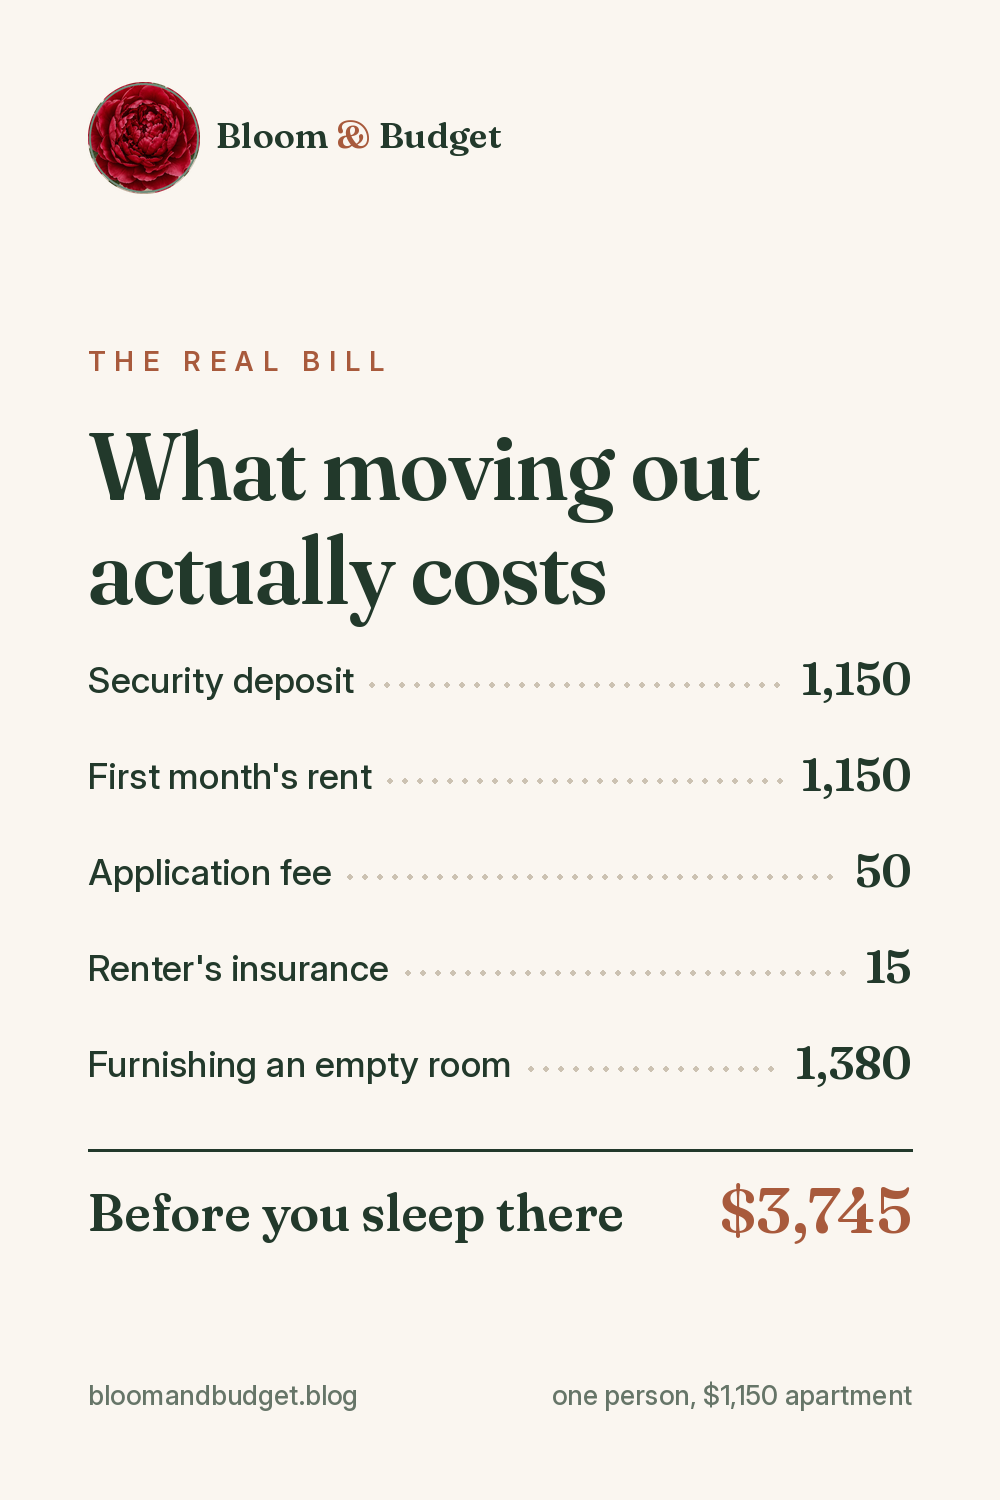 Bloom & Budget
THE REAL BILL
What moving out
actually costs
Security deposit 1,150
First month's rent 1,150
Application fee 50
Renter's insurance 15
Furnishing an empty room 1,380
Before you sleep there $3,745
bloomandbudget.blog one person, $1,150 apartment